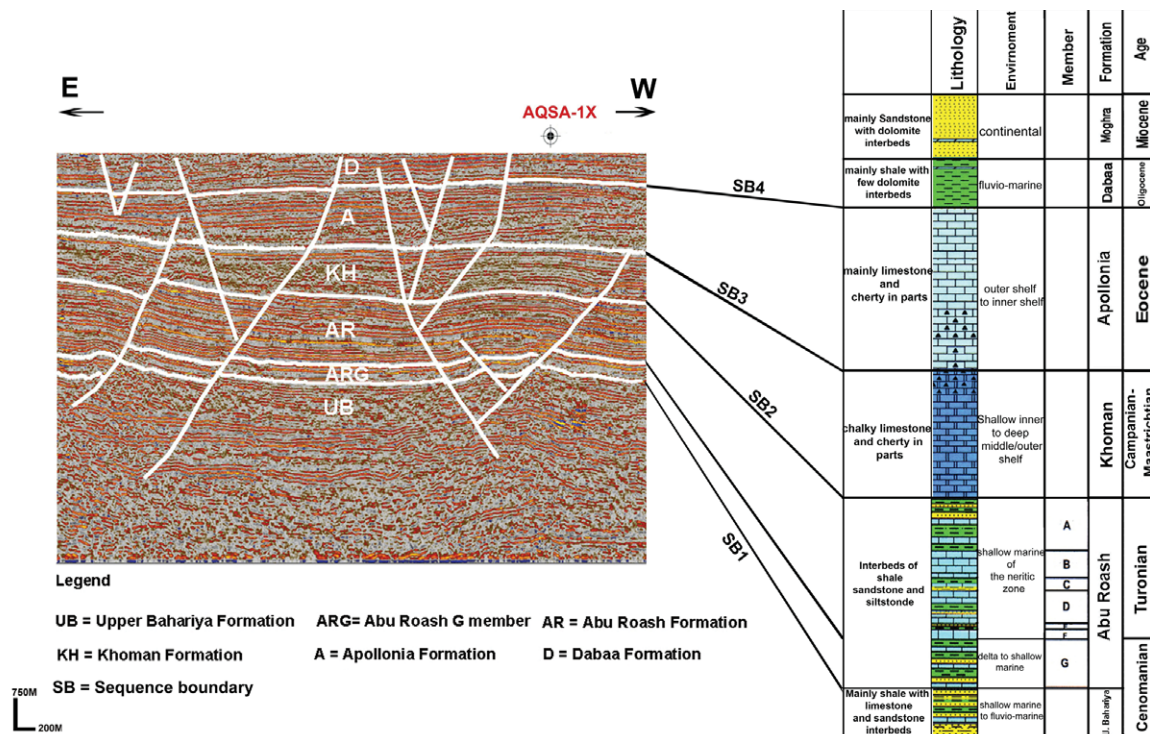 E
W
AQSA-1X
D
A
KH
AR
ARG
UB
SB4
SB3
SB2
SB1
Legend
UB = Upper Bahariya Formation ARG= Abu Roash G member AR = Abu Roash Formation
KH = Khoman Formation A = Apollonia Formation D = Dabaa Formation
SB = Sequence boundary
750M
200M
Lithology
Envirnoment
Member
Formation
Age
mainly Sandstone
with dolomite
interbeds
continental
Moghra
Miocene
mainly shale with
few dolomite
interbeds
fluvio-marine
Dabaa
Oligocene
mainly limestone
and
cherty in parts
outer shelf
to inner shelf
Apollonia
Eocene
chalky limestone
and cherty in
parts
Shallow inner
to deep
middle/outer
shelf
Khoman
Campanian-
Maastrichtian
Interbeds of
shale
sandstone and
siltstonde
shallow marine
of
the neritic
zone
A
B
C
D
F
Abu Roash
Turonian
delta to shallow
marine
G
Mainly shale with
limestone
and sandstone
interbeds
shallow marine
to fluvio-marine
Bahariya
Cenomanian